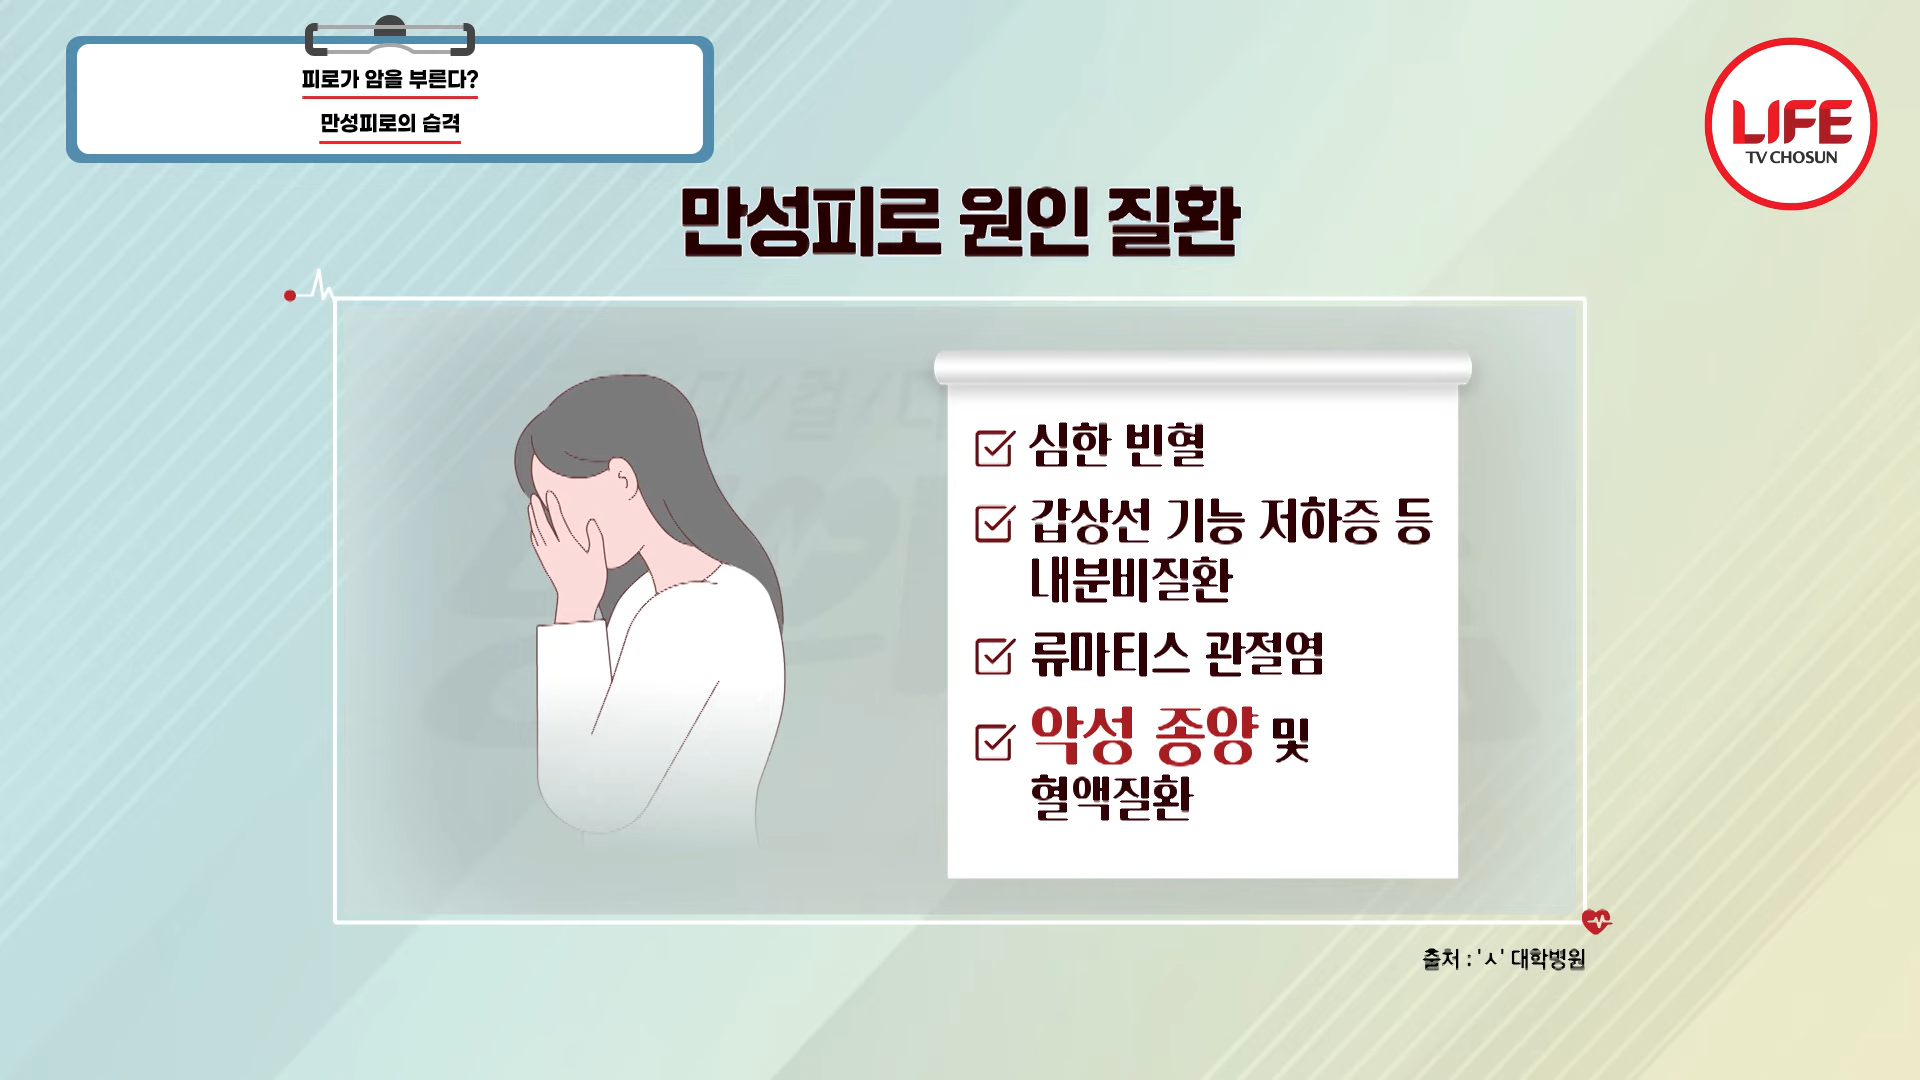 피로가 암을 부른다?
만성피로의 습격
LIFE
TV CHOSUN
만성피로 원인 질환
심한 빈혈
갑상선 기능 저하증 등
내분비질환
류마티스 관절염
악성 종양 및
혈액질환
출처 : 'ㅅ' 대학병원